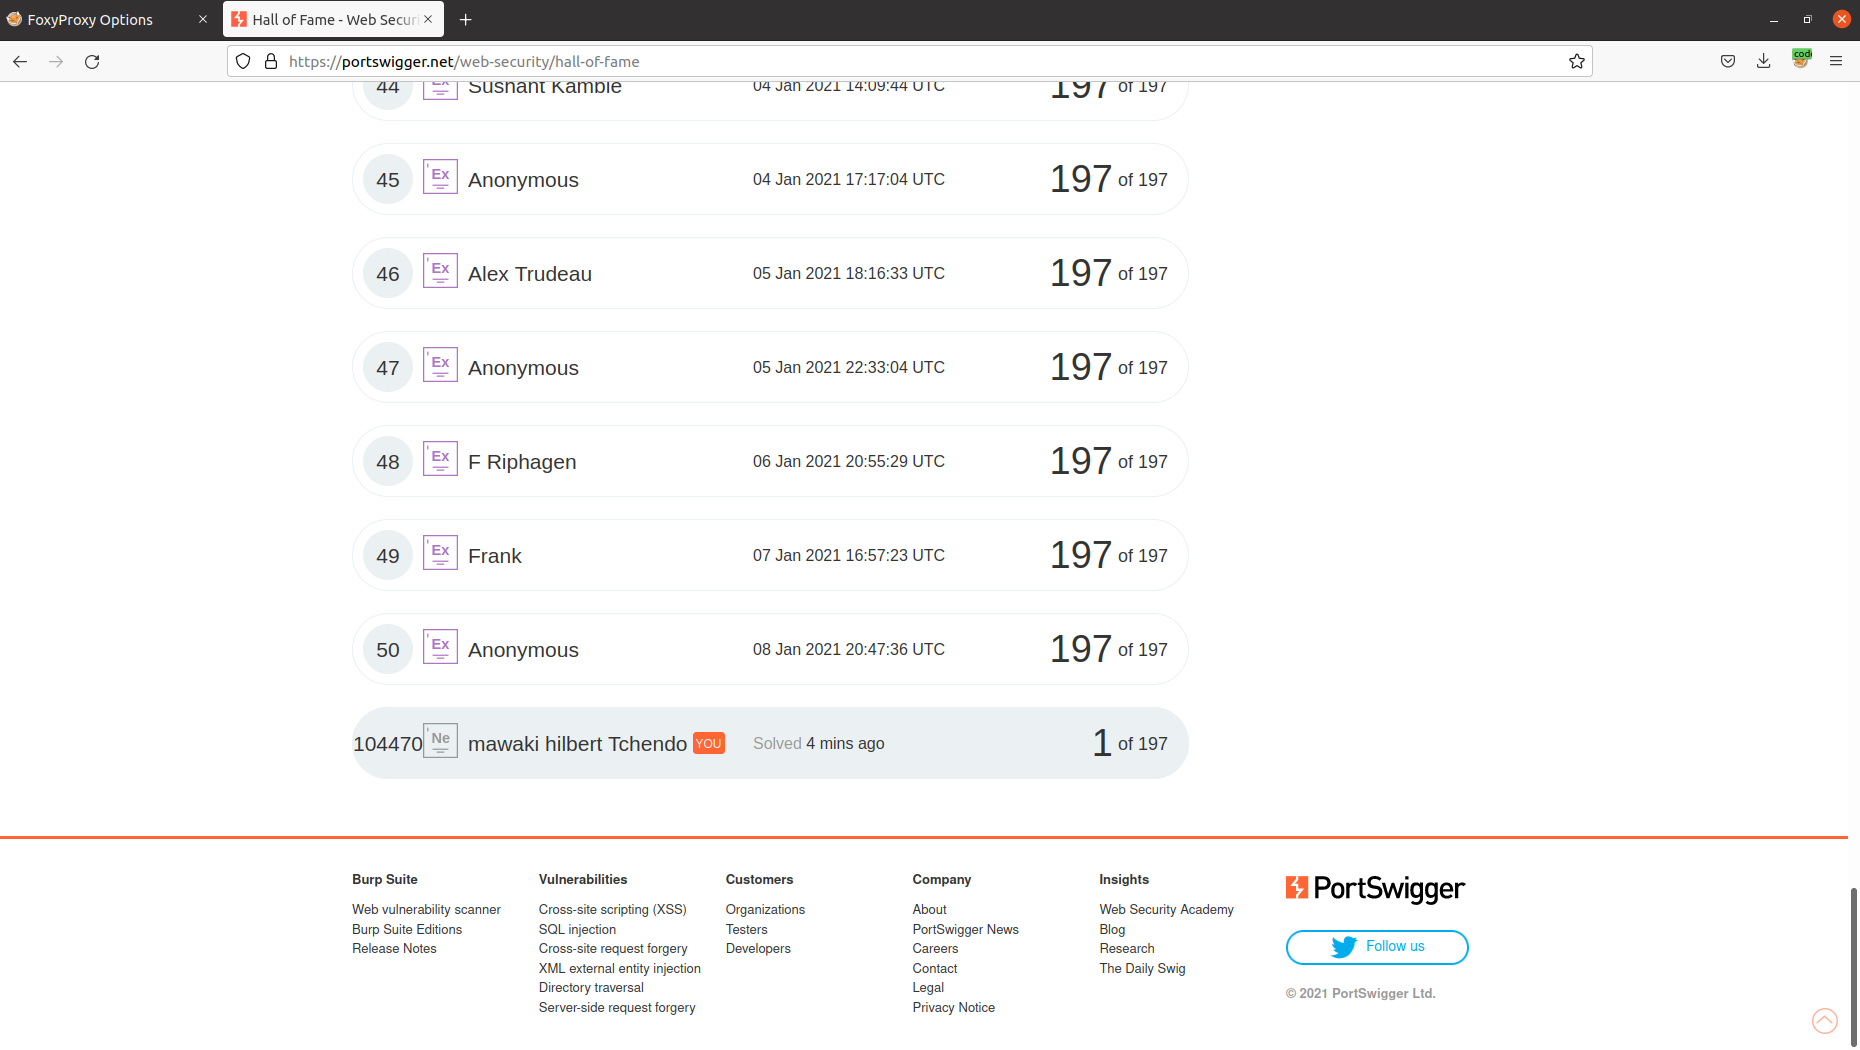 FoxyProxy Options
Hall of Fame - Web Securi
https://portswigger.net/web-security/hall-of-fame
code
44 Ex Sushant Kamble 04 Jan 2021 14:09:44 UTC 197 of 197
45 Ex Anonymous 04 Jan 2021 17:17:04 UTC 197 of 197
46 Ex Alex Trudeau 05 Jan 2021 18:16:33 UTC 197 of 197
47 Ex Anonymous 05 Jan 2021 22:33:04 UTC 197 of 197
48 Ex F Riphagen 06 Jan 2021 20:55:29 UTC 197 of 197
49 Ex Frank 07 Jan 2021 16:57:23 UTC 197 of 197
50 Ex Anonymous 08 Jan 2021 20:47:36 UTC 197 of 197
104470 Ne mawaki hilbert Tchendo YOU Solved 4 mins ago 1 of 197
Burp Suite
Web vulnerability scanner
Burp Suite Editions
Release Notes
Vulnerabilities
Cross-site scripting (XSS)
SQL injection
Cross-site request forgery
XML external entity injection
Directory traversal
Server-side request forgery
Customers
Organizations
Testers
Developers
Company
About
PortSwigger News
Careers
Contact
Legal
Privacy Notice
Insights
Web Security Academy
Blog
Research
The Daily Swig
PortSwigger
Follow us
© 2021 PortSwigger Ltd.